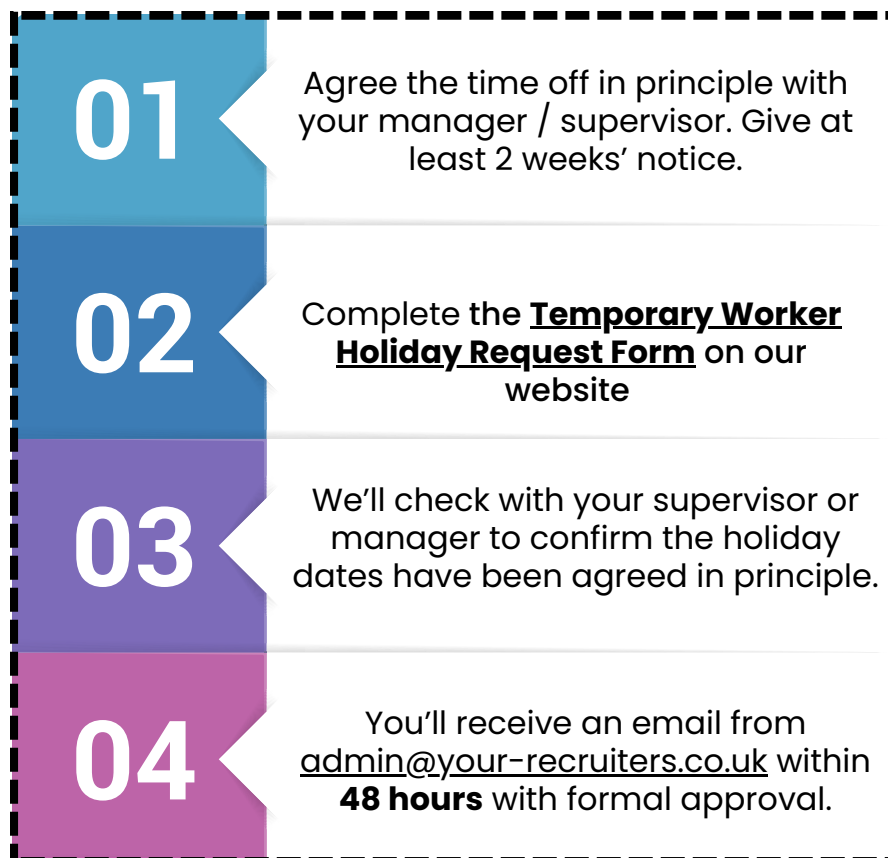 01
Agree the time off in principle with
your manager / supervisor. Give at
least 2 weeks’ notice.
02
Complete the Temporary Worker
Holiday Request Form on our
website
03
We’ll check with your supervisor or
manager to confirm the holiday
dates have been agreed in principle.
04
You’ll receive an email from
admin@your-recruiters.co.uk within
48 hours with formal approval.